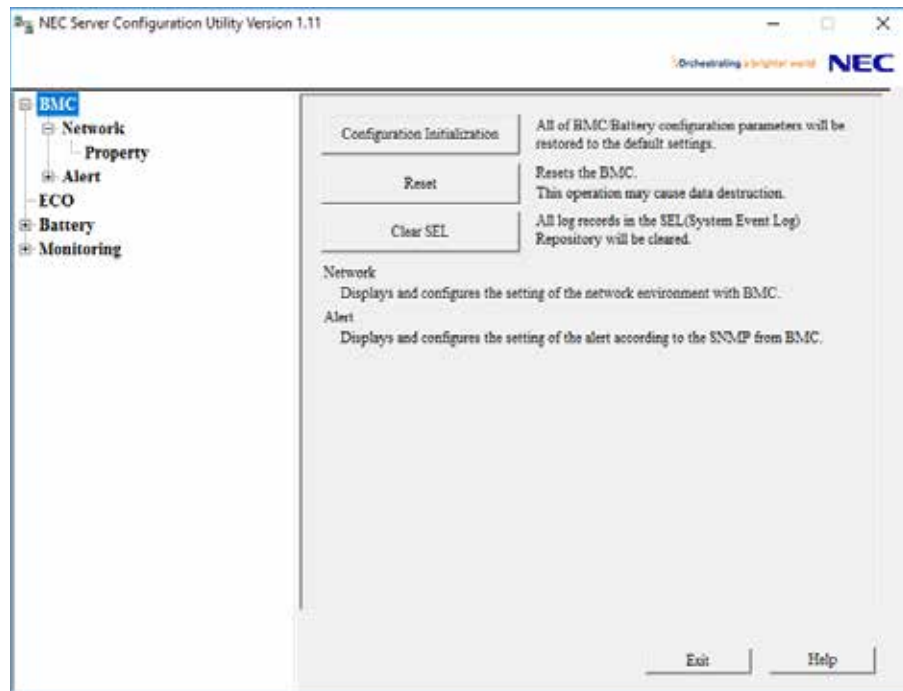 NEC Server Configuration Utility Version 1.11
Orchestrating a brighter world NEC
BMC
Network
Property
Alert
ECO
Battery
Monitoring
Configuration Initialization
All of BMC/Battery configuration parameters will be
restored to the default settings.
Reset
Resets the BMC.
This operation may cause data destruction.
Clear SEL
All log records in the SEL(System Event Log)
Repository will be cleared.
Network
Displays and configures the setting of the network environment with BMC.
Alert
Displays and configures the setting of the alert according to the SNMP from BMC.
Exit
Help